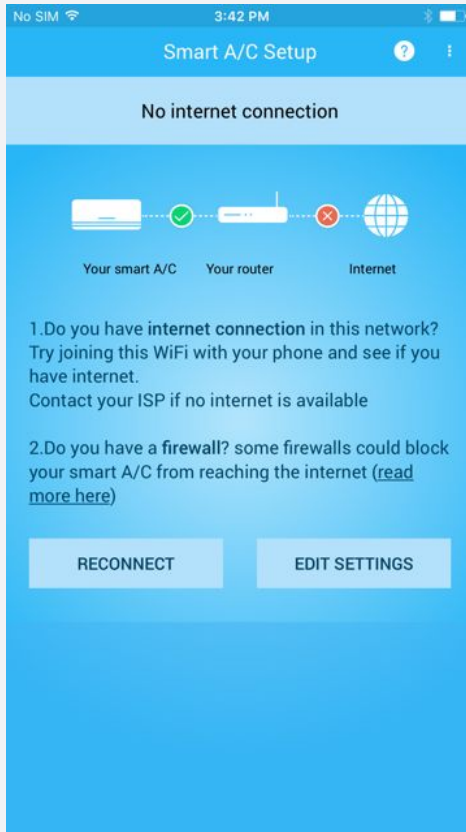 No SIM 3:42 PM
Smart A/C Setup ?
No internet connection
Your smart A/C Your router Internet
1.Do you have internet connection in this network?
Try joining this WiFi with your phone and see if you
have internet.
Contact your ISP if no internet is available
2.Do you have a firewall? some firewalls could block
your smart A/C from reaching the internet (read
more here)
RECONNECT EDIT SETTINGS